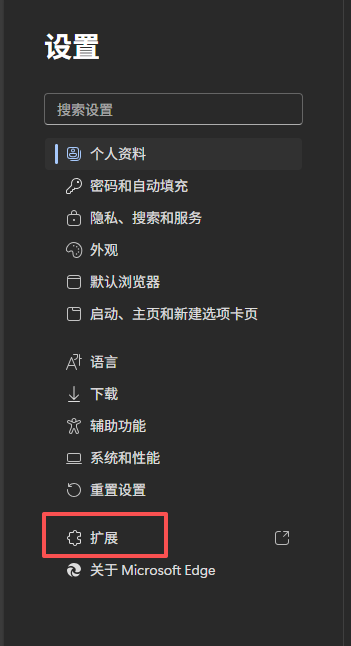 设置
搜索设置
个人资料
密码和自动填充
隐私、搜索和服务
外观
默认浏览器
启动、主页和新建选项卡页
语言
下载
辅助功能
系统和性能
重置设置
扩展
关于 Microsoft Edge